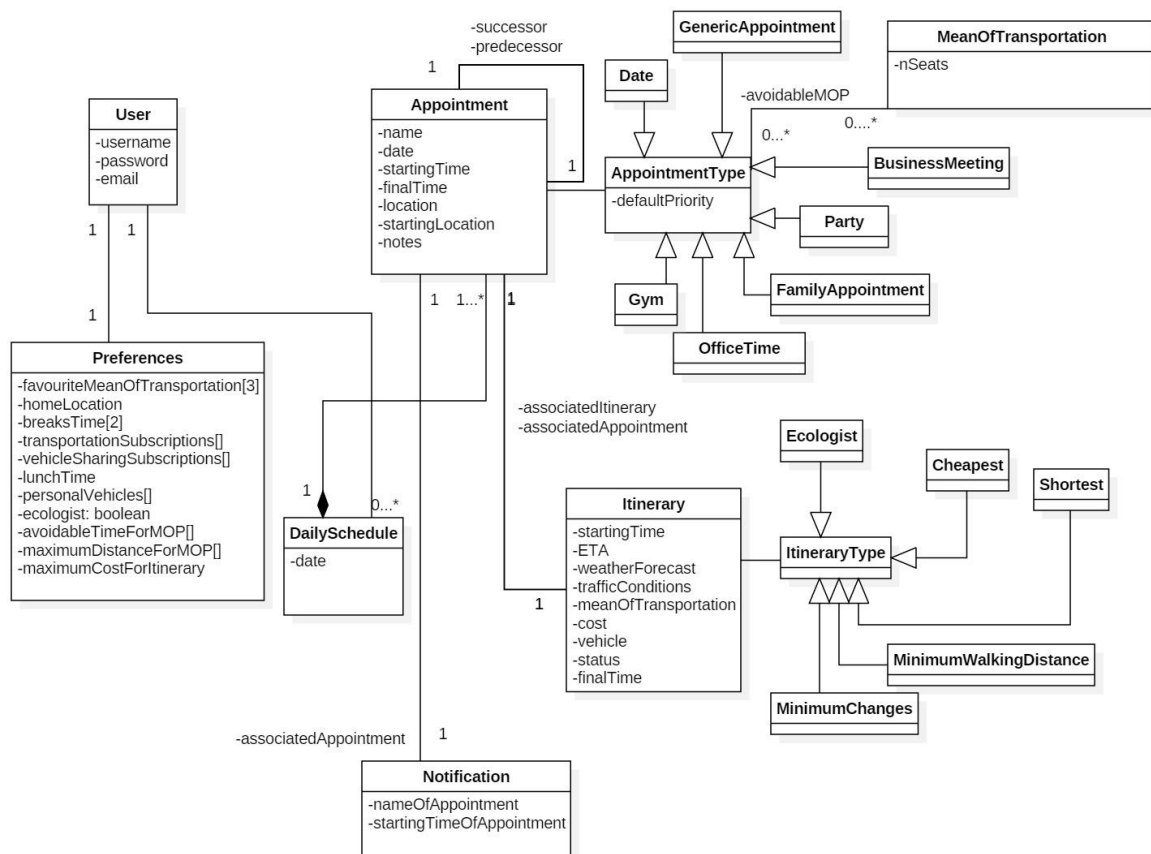 -successor
-predecessor
1
1
GenericAppointment
MeanOfTransportation
-nSeats
Date
-avoidableMOP
0...*
0....*
User
-username
-password
-email
1
1
Appointment
-name
-date
-startingTime
-finalTime
-location
-startingLocation
-notes
AppointmentType
-defaultPriority
BusinessMeeting
Party
FamilyAppointment
Gym
OfficeTime
1
1...*
1
1
Preferences
-favouriteMeanOfTransportation[3]
-homeLocation
-breaksTime[2]
-transportationSubscriptions[]
-vehicleSharingSubscriptions[]
-lunchTime
-personalVehicles[]
-ecologist: boolean
-avoidableTimeForMOP[]
-maximumDistanceForMOP[]
-maximumCostForItinerary
1
0...*
DailySchedule
-date
-associatedItinerary
-associatedAppointment
Itinerary
-startingTime
-ETA
-weatherForecast
-trafficConditions
-meanOfTransportation
-cost
-vehicle
-status
-finalTime
1
Ecologist
Cheapest
Shortest
ItineraryType
MinimumWalkingDistance
MinimumChanges
-associatedAppointment
1
Notification
-nameOfAppointment
-startingTimeOfAppointment